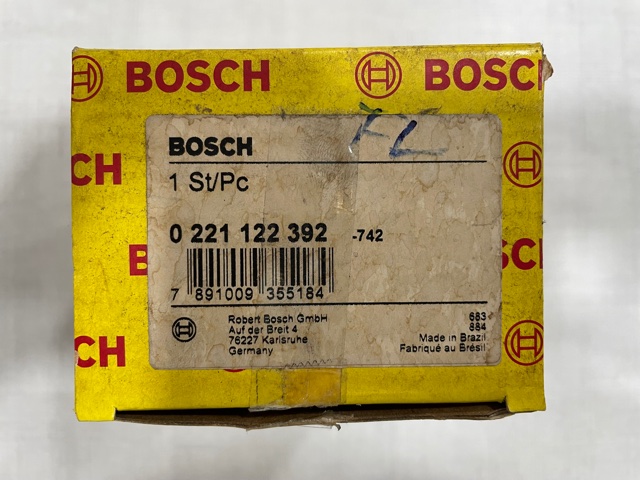 BOSCH BOSCH
FL
CH
BOSCH
1 St/Pc
0 221 122 392 -742
7 891009 355184
Robert Bosch GmbH
Auf der Breit 4
76227 Karlsruhe
Germany
683
884
Made in Brazil
Fabriqué au Brésil
B
BOSC
CH